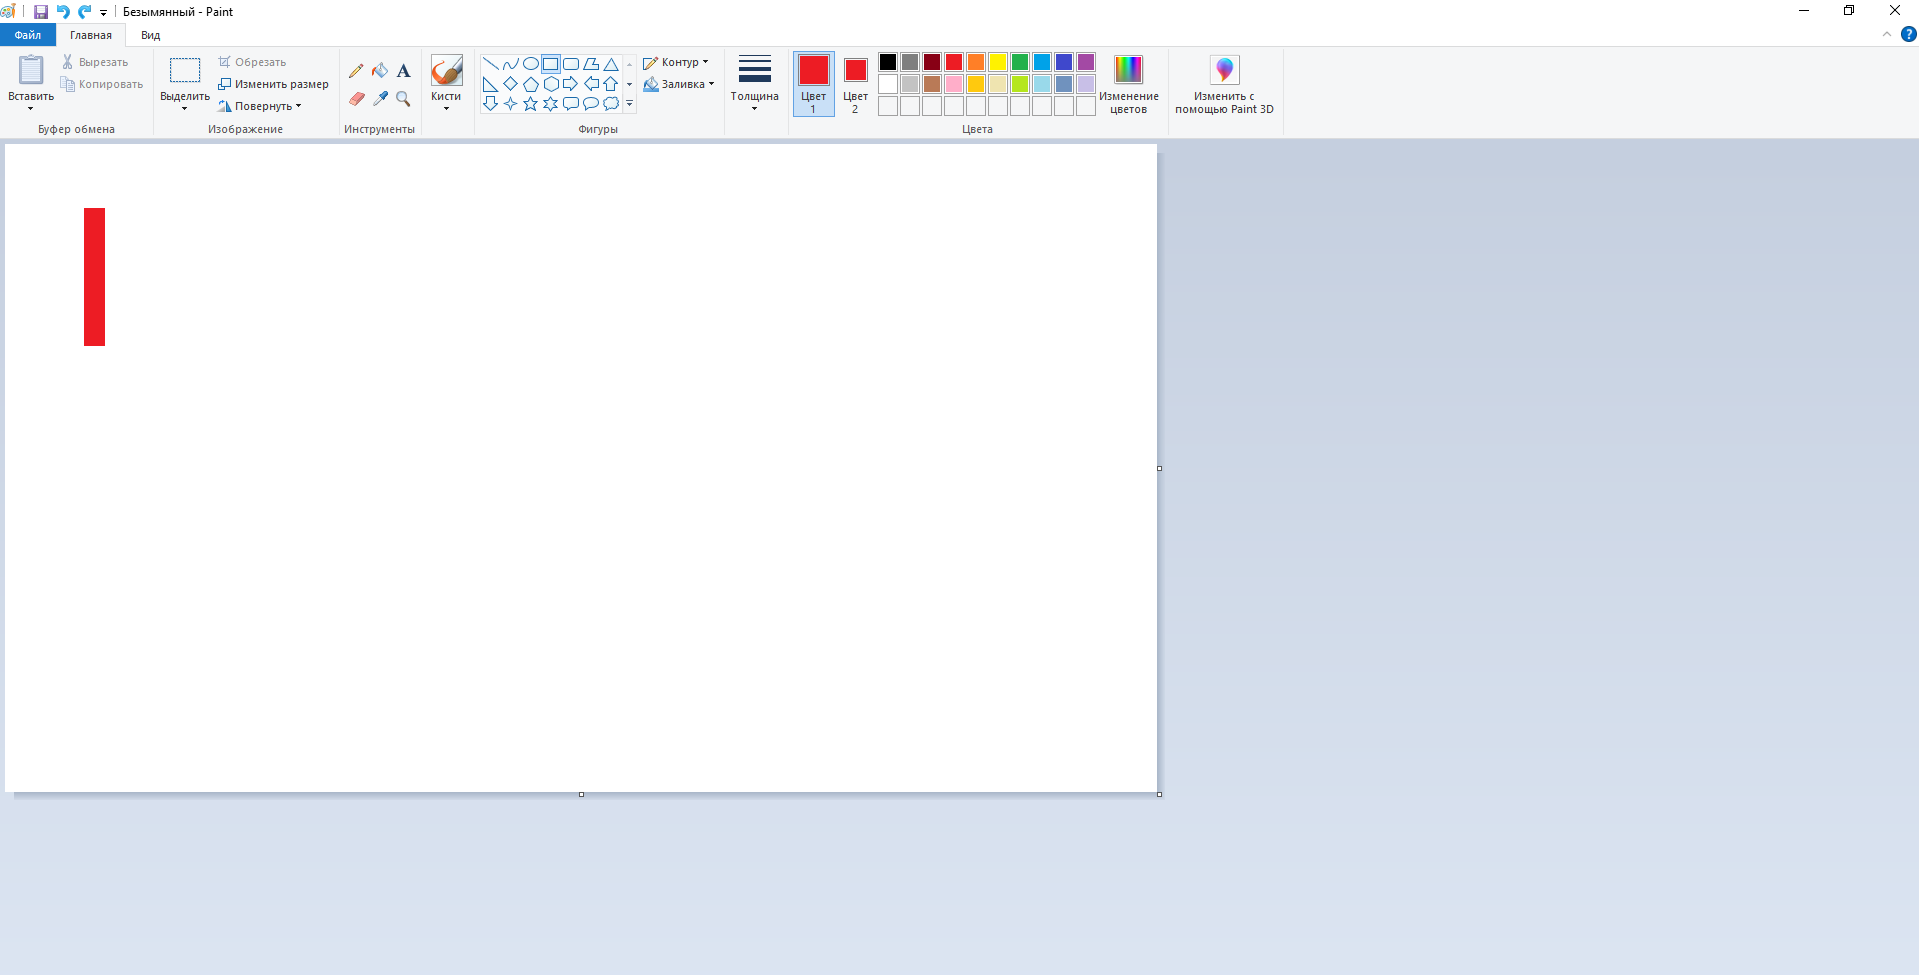 Безымянный - Paint
Файл
Главная
Вид
?
Вставить
Вырезать
Копировать
Буфер обмена
Выделить
Обрезать
Изменить размер
Повернуть
Изображение
A
Инструменты
Кисти
Фигуры
Контур
Заливка
Толщина
Цвет
1
Цвет
2
Цвета
Изменение
цветов
Изменить с
помощью Paint 3D